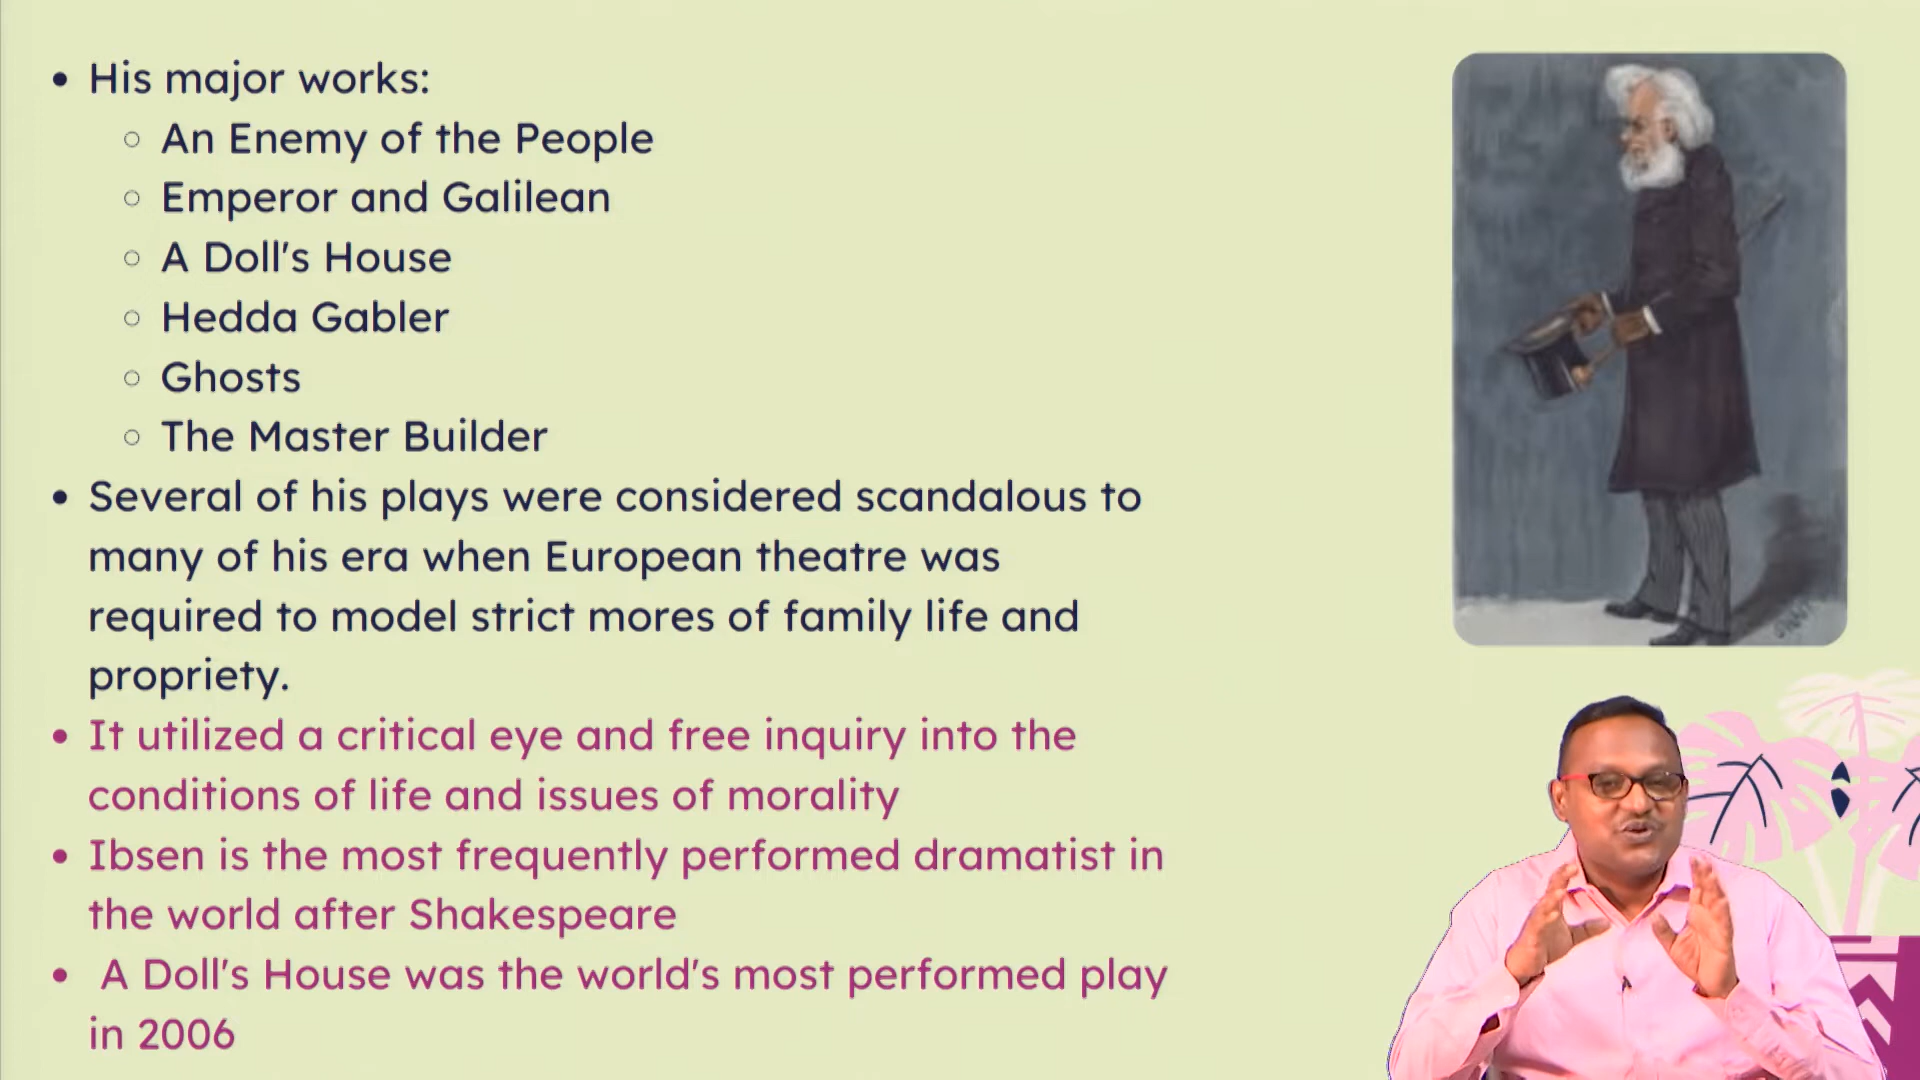 • His major works:
○ An Enemy of the People
○ Emperor and Galilean
○ A Doll's House
○ Hedda Gabler
○ Ghosts
○ The Master Builder
• Several of his plays were considered scandalous to
many of his era when European theatre was
required to model strict mores of family life and
propriety.
• It utilized a critical eye and free inquiry into the
conditions of life and issues of morality
• Ibsen is the most frequently performed dramatist in
the world after Shakespeare
• A Doll's House was the world's most performed play
in 2006